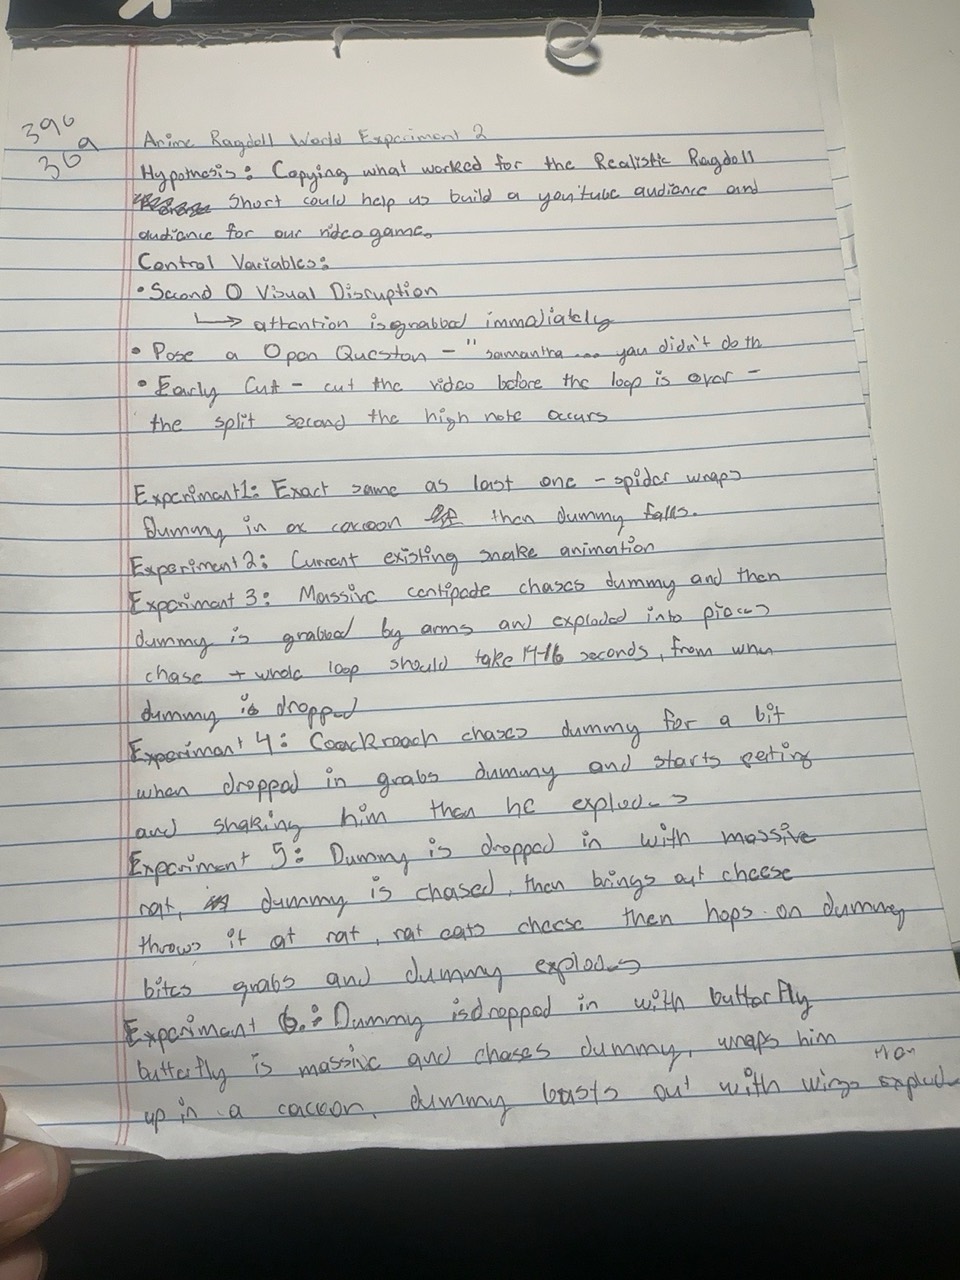 390
369
Anime Ragdoll World Experiment 2
Hypothesis: Copying what worked for the Realistic Ragdoll
Short could help us build a youtube audience and
audiance for our video game.
Control Variables:
• Second 0 Visual Disruption
↳ attention is grabbed immediately
• Pose a Open Queston - "samantha... you didn't do th
• Early Cut - cut the video before the loop is over -
the split second the high note occurs
Experiment 1: Exact same as last one - spider wraps
dummy in a cacoon then dummy falls.
Experiment 2: Current existing snake animation
Experiment 3: Massive centipede chases dummy and then
dummy is grabbed by arms and exploded into pieces
chase + whole loop should take 14-16 seconds, from when
dummy is dropped
Experiment 4: Coackroach chases dummy for a bit
when dropped in grabs dummy and starts
and shaking him then he explodes
Experiment 5: Dummy is dropped in with massive
rat, dummy is chased, then brings out cheese
throws it at rat, rat eats cheese then hops on dummy
bites grabs and dummy explodes
Experiment 6: Dummy is dropped in with butterfly
butterfly is massive and chases dummy, wraps him
up in a cacoon, dummy busts out with wings then explode